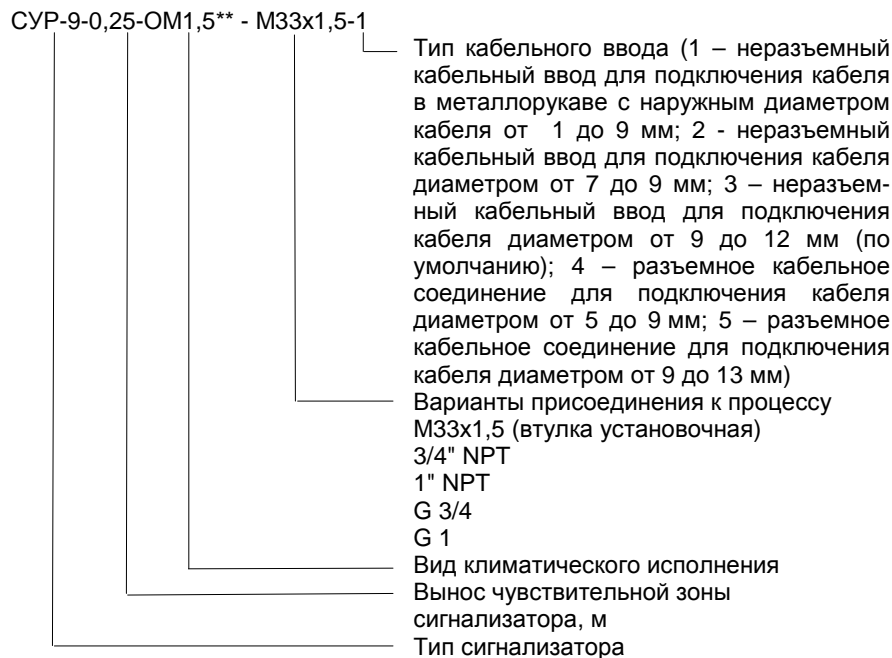 СУР-9-0,25-ОМ1,5** - М33х1,5-1
Тип кабельного ввода (1 – неразъемный
кабельный ввод для подключения кабеля
в металлорукаве с наружным диаметром
кабеля от 1 до 9 мм; 2 - неразъемный
кабельный ввод для подключения кабеля
диаметром от 7 до 9 мм; 3 – неразъем-
ный кабельный ввод для подключения
кабеля диаметром от 9 до 12 мм (по
умолчанию); 4 – разъемное кабельное
соединение для подключения кабеля
диаметром от 5 до 9 мм; 5 – разъемное
кабельное соединение для подключения
кабеля диаметром от 9 до 13 мм)
Варианты присоединения к процессу
М33х1,5 (втулка установочная)
3/4" NPT
1" NPT
G 3/4
G 1
Вид климатического исполнения
Вынос чувствительной зоны
сигнализатора, м
Тип сигнализатора